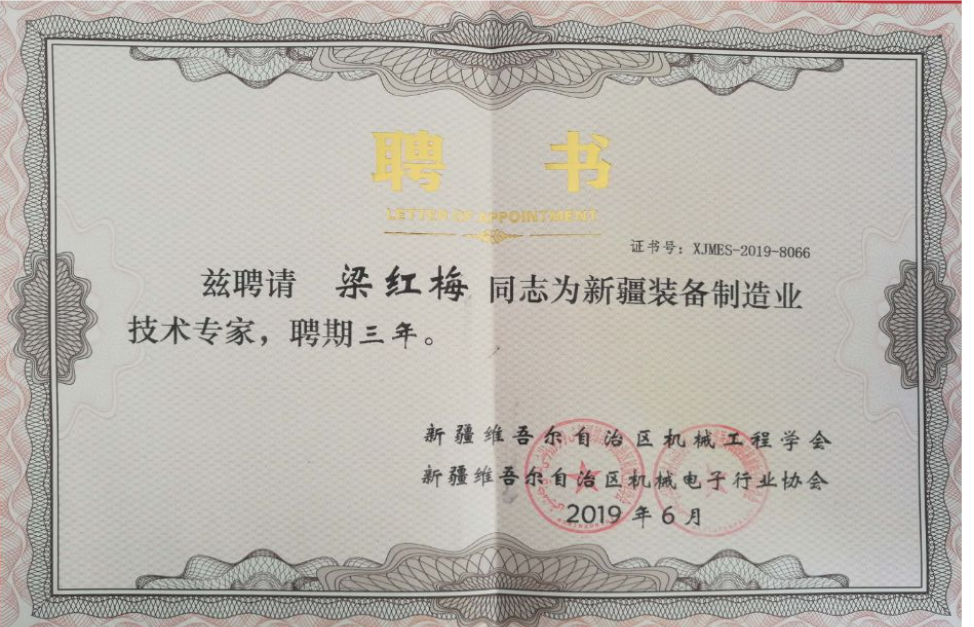 聘 书
LETTER OF APPOINTMENT
证书号：XJMES-2019-8066
兹聘请 梁红梅 同志为新疆装备制造业
技术专家，聘期三年。
新疆维吾尔自治区机械工程学会
新疆维吾尔自治区机械电子行业协会
2019年6月